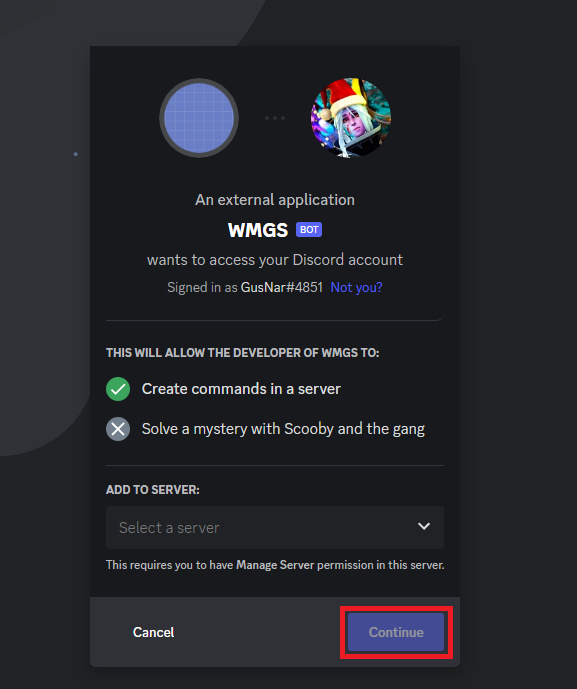 An external application
WMGS BOT
wants to access your Discord account
Signed in as GusNar#4851 Not you?
THIS WILL ALLOW THE DEVELOPER OF WMGS TO:
Create commands in a server
Solve a mystery with Scooby and the gang
ADD TO SERVER:
Select a server
This requires you to have Manage Server permission in this server.
Cancel Continue